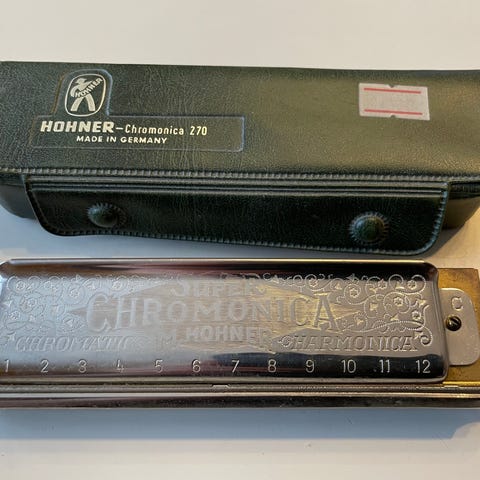 HOHNER
HOHNER-Chromonica 270
MADE IN GERMANY
SUPER
CHROMONICA
M. HOHNER
CHROMATIC HARMONICA
1 2 3 4 5 6 7 8 9 10 11 12
C